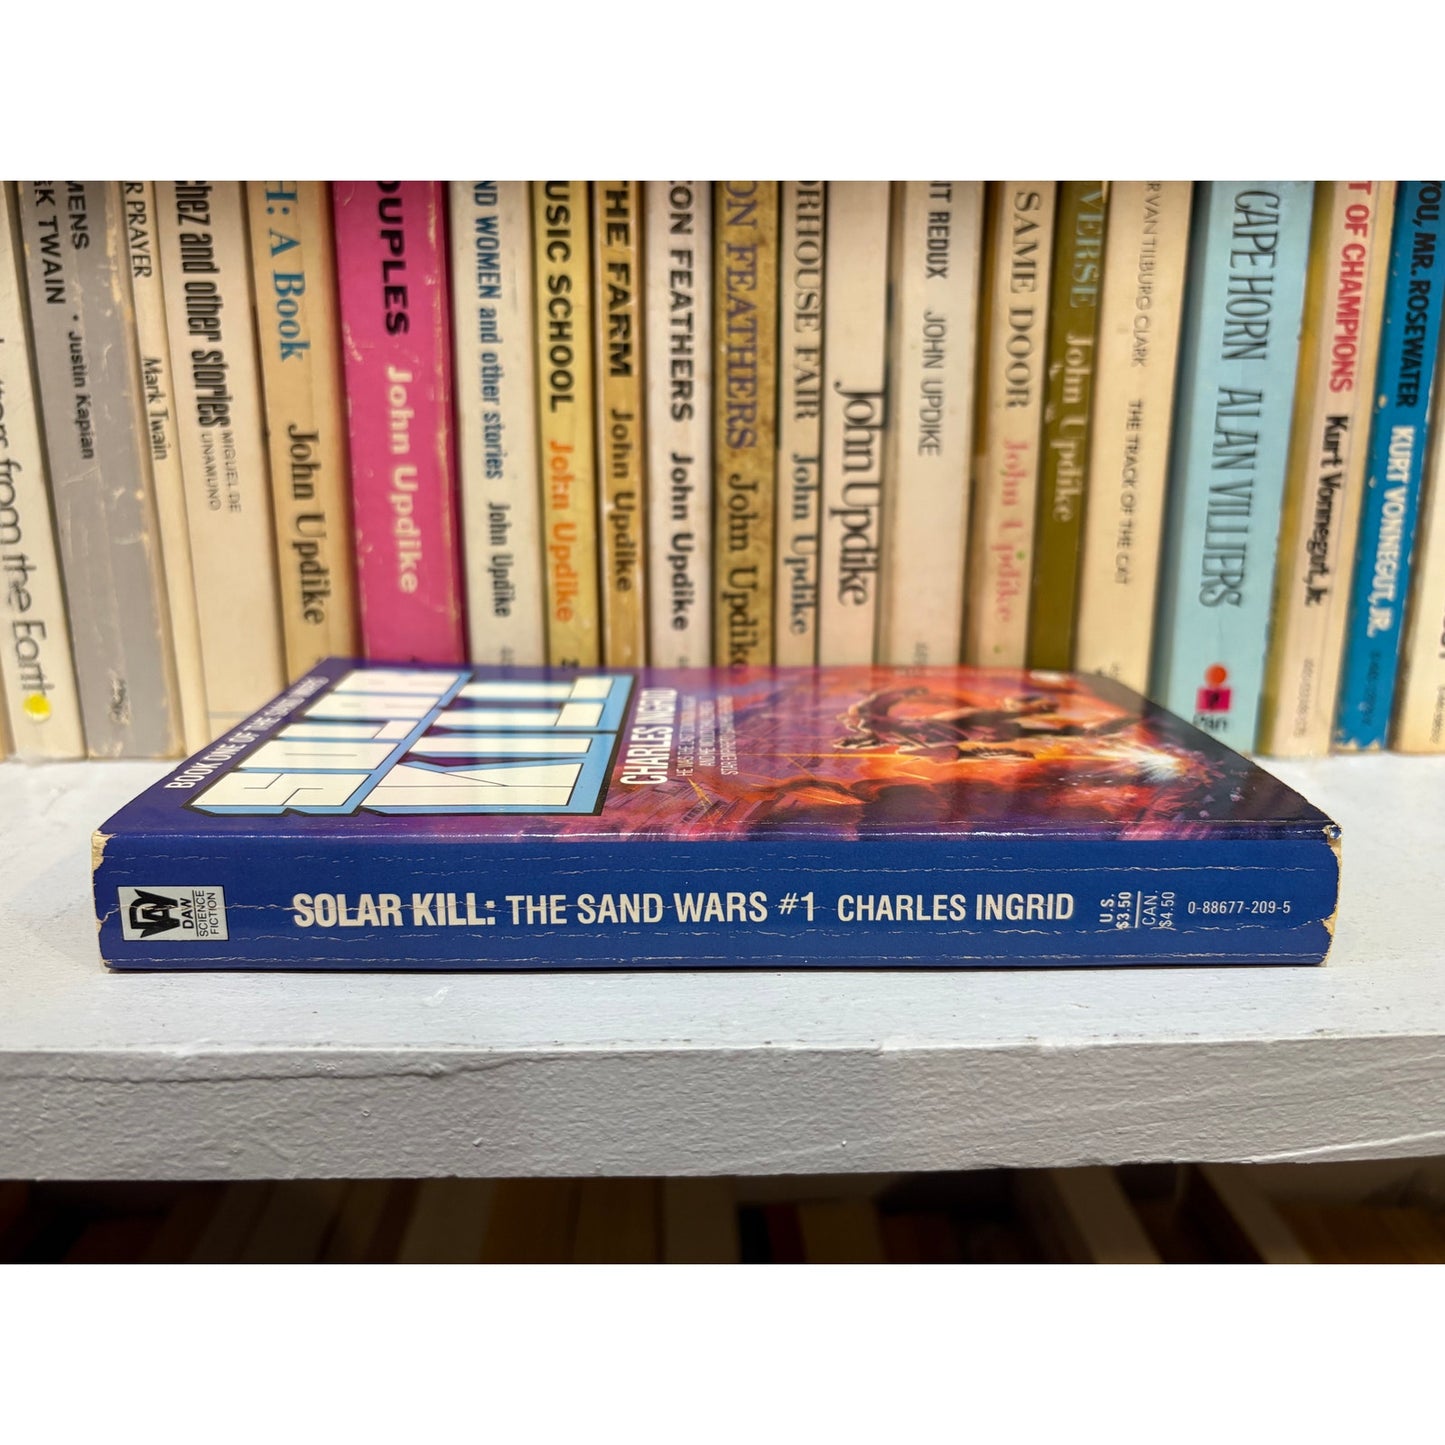 from the Earth
MENS • Justin Kaplan
K TWAIN
R PRAYER Mark Twain
chez and other stories MIGUEL DE UNAMUNO
H: A Book John Updike
OUPLES John Updike
ND WOMEN and other stories John Updike
USIC SCHOOL John Updike
THE FARM John Updike
ON FEATHERS John Updike
ON FEATHERS John Updike
ORHOUSE FAIR John Updike
John Updike
IT REDUX JOHN UPDIKE
SAME DOOR John Updike
VERSE John Updike
R VAN TILBURG CLARK THE TRACK OF THE CAT
CAPE HORN ALAN VILLIERS
T OF CHAMPIONS Kurt Vonnegut, Jr.
YOU, MR. ROSEWATER KURT VONNEGUT, JR.
BOOK ONE OF THE SAND WARS
SOLAR
KILL
CHARLES INGRID
DAW
SCIENCE
FICTION
SOLAR KILL: THE SAND WARS #1 CHARLES INGRID
U.S.
$3.50
CAN.
$4.50
0-88677-209-5